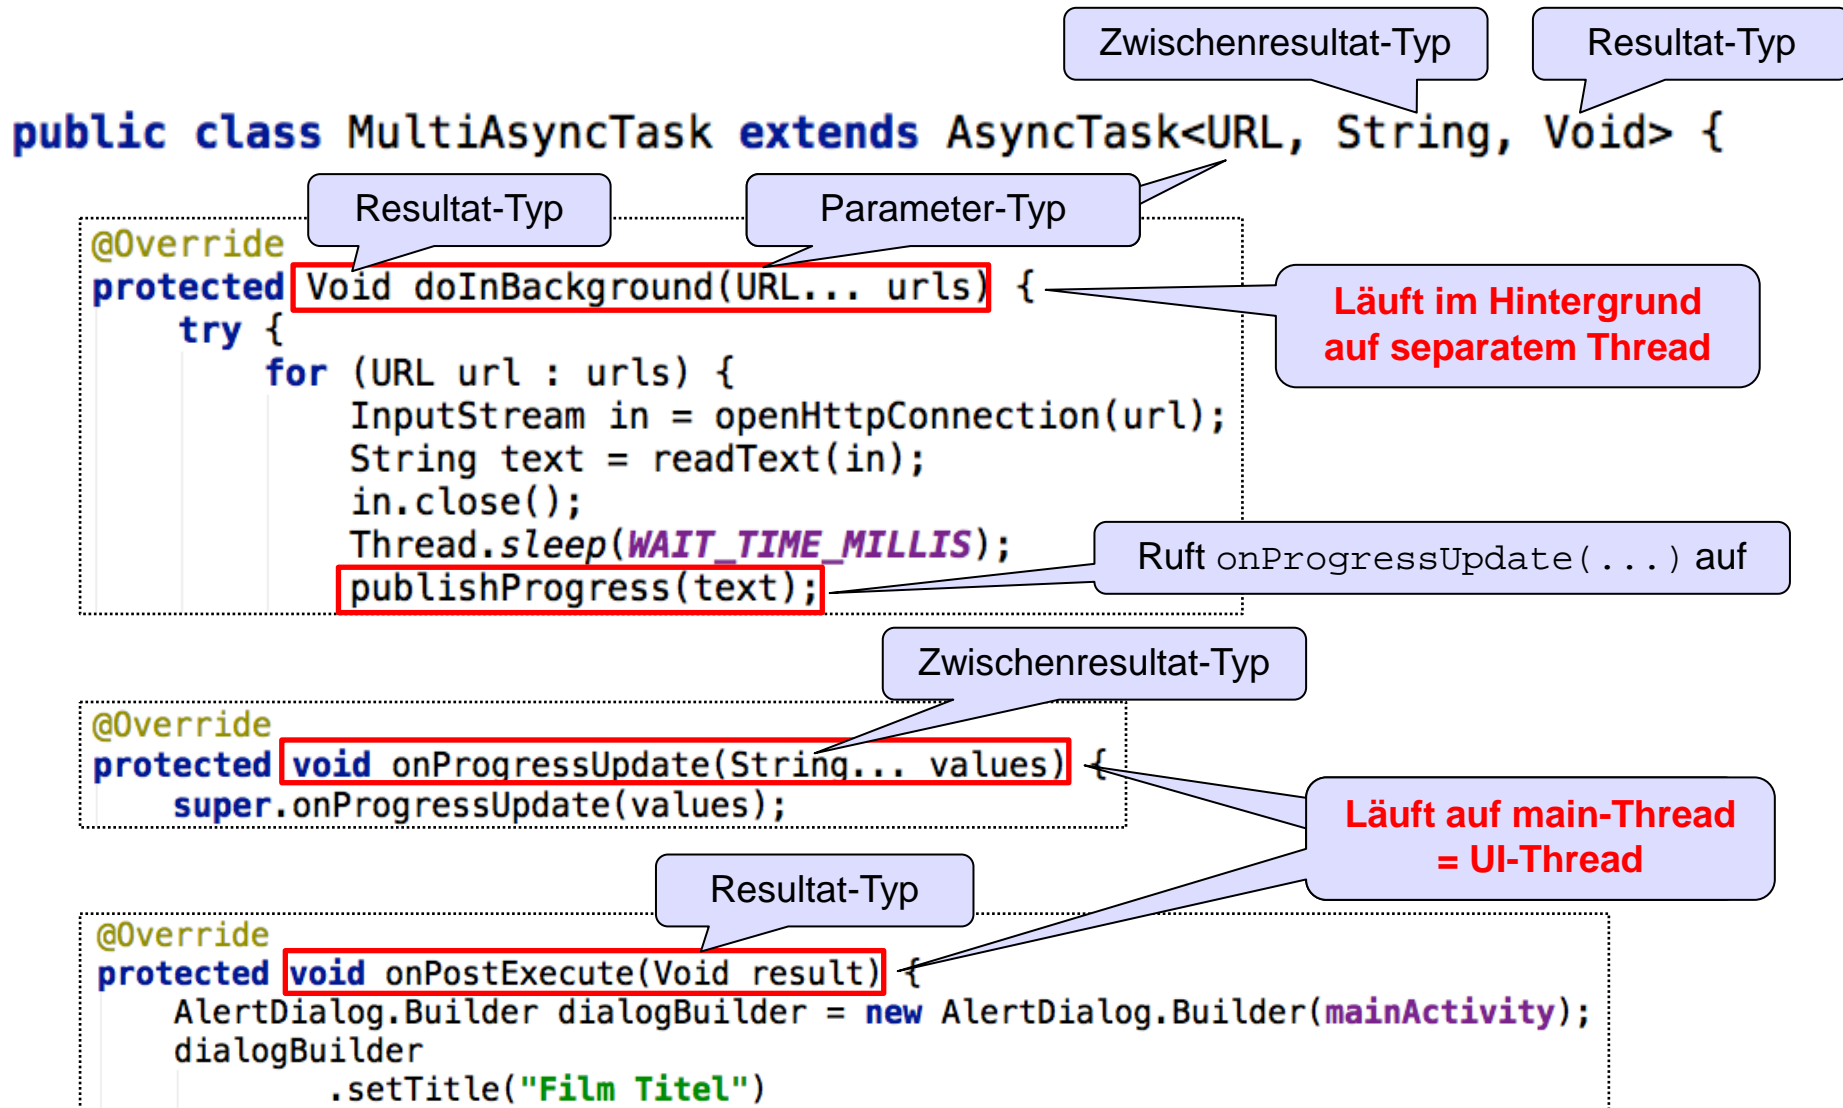 Zwischenresultat-Typ
Resultat-Typ
public class MultiAsyncTask extends AsyncTask<URL, String, Void> {
Resultat-Typ
Parameter-Typ
@Override
protected Void doInBackground(URL... urls) {
Läuft im Hintergrund
auf separatem Thread
try {
for (URL url : urls) {
InputStream in = openHttpConnection(url);
String text = readText(in);
in.close();
Thread.sleep(WAIT_TIME_MILLIS);
Ruft onProgressUpdate(...) auf
publishProgress(text);
Zwischenresultat-Typ
@Override
protected void onProgressUpdate(String... values) {
super.onProgressUpdate(values);
Läuft auf main-Thread
= UI-Thread
Resultat-Typ
@Override
protected void onPostExecute(Void result) {
AlertDialog.Builder dialogBuilder = new AlertDialog.Builder(mainActivity);
dialogBuilder
.setTitle("Film Titel")